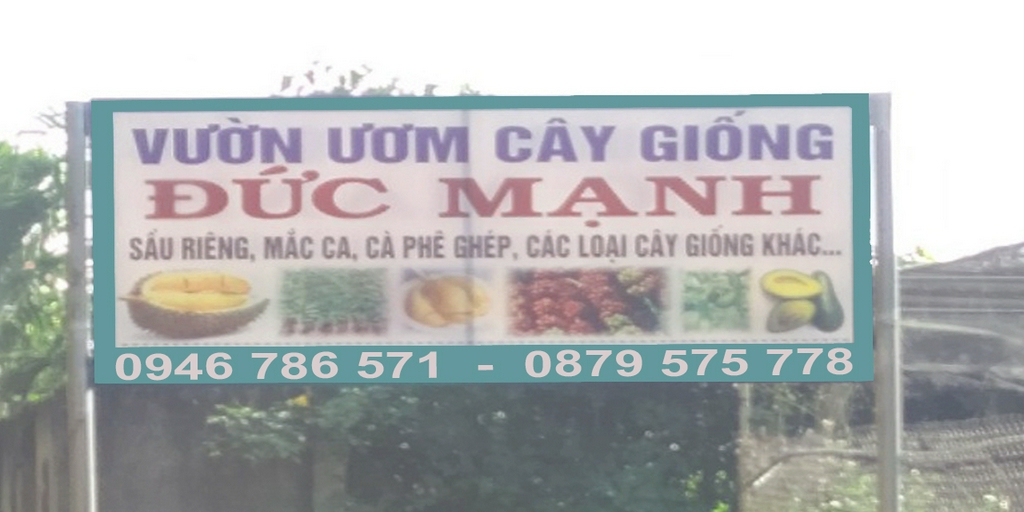 VƯỜN ƯƠM CÂY GIỐNG
ĐỨC MẠNH
SẦU RIÊNG, MẮC CA, CÀ PHÊ GHÉP, CÁC LOẠI CÂY GIỐNG KHÁC...
0946 786 571 - 0879 575 778